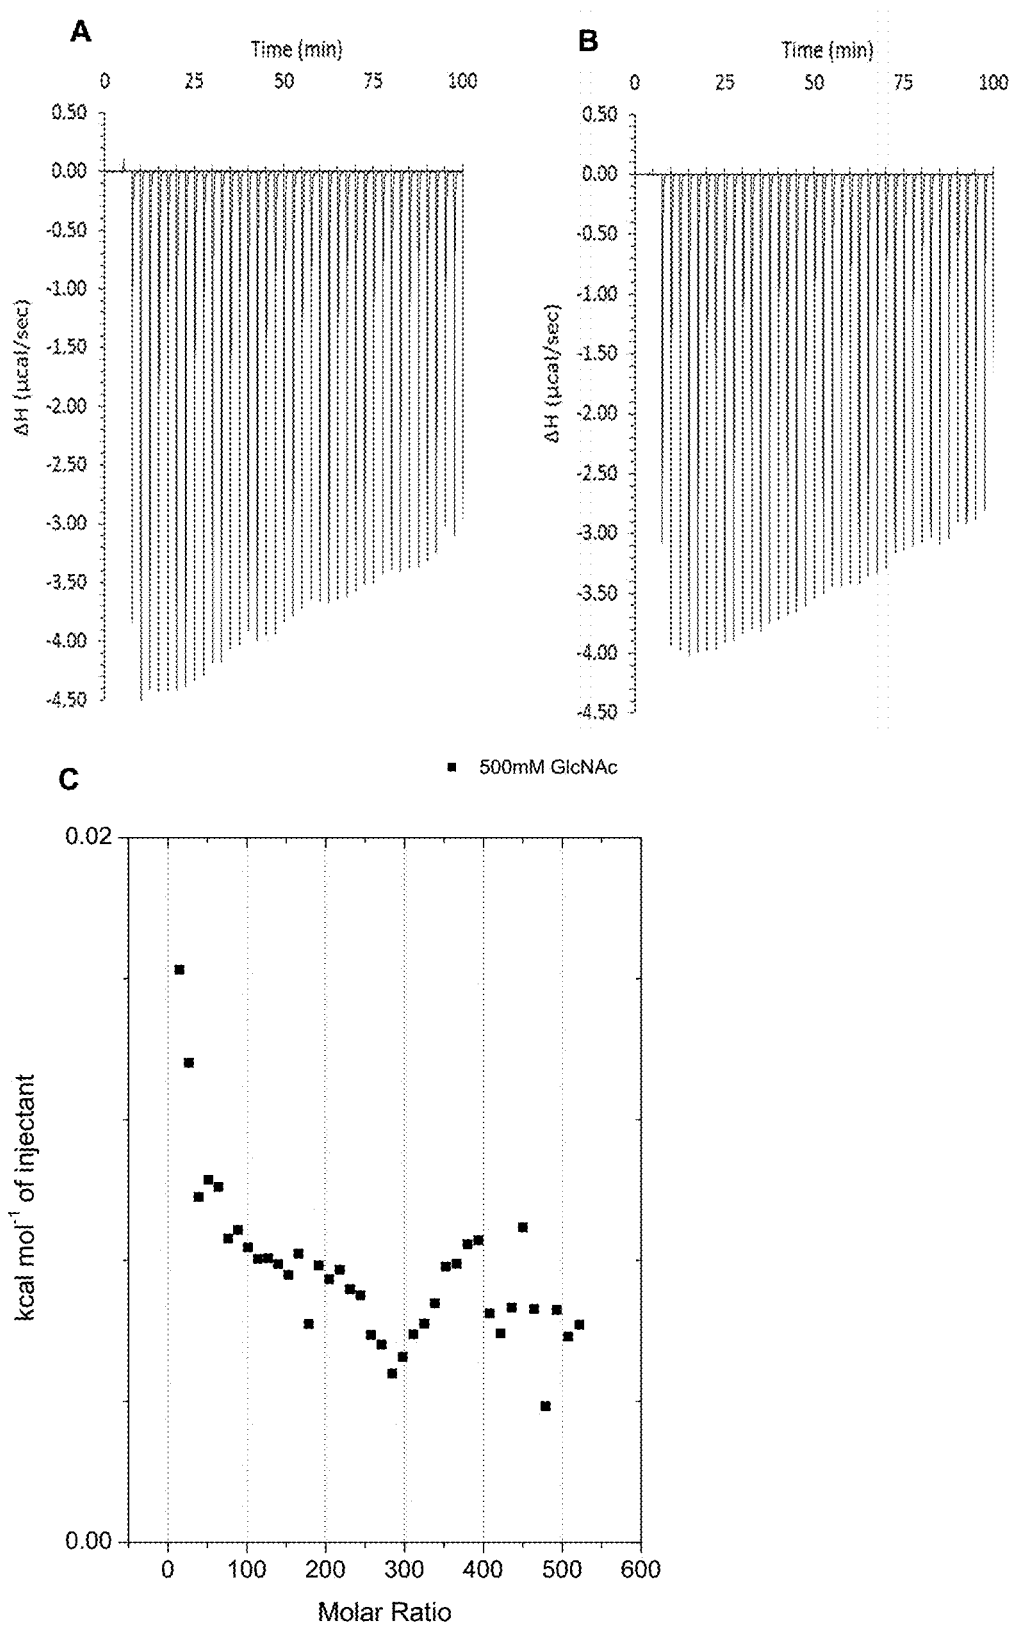 A
Time (min)
0 25 50 75 100
0.50
0.00
-0.50
-1.00
-1.50
-2.00
-2.50
-3.00
-3.50
-4.00
-4.50
ΔH (μcal/sec)
B
Time (min)
0 25 50 75 100
0.50
0.00
-0.50
-1.00
-1.50
-2.00
-2.50
-3.00
-3.50
-4.00
-4.50
ΔH (μcal/sec)
C
500mM GlcNAc
0.02
0.00
kcal mol⁻¹ of injectant
0 100 200 300 400 500 600
Molar Ratio